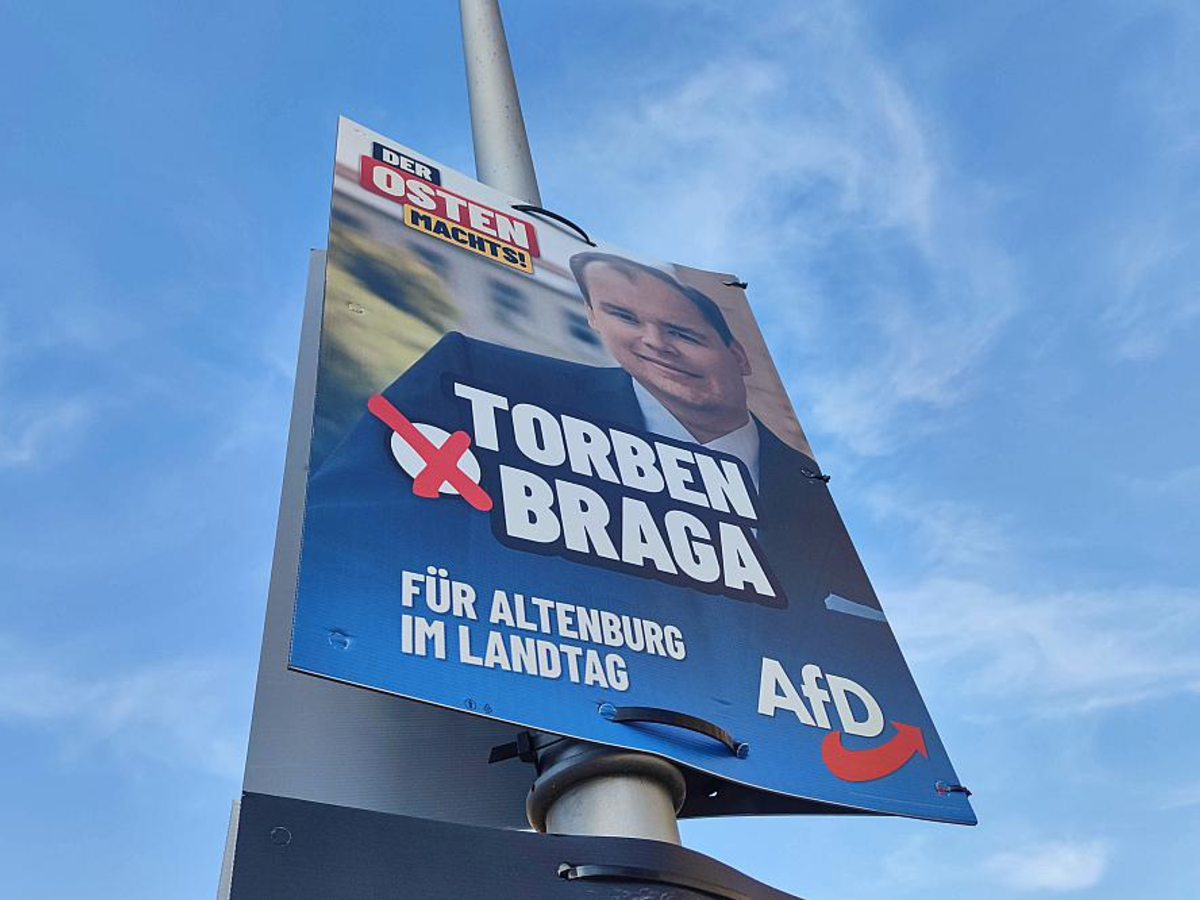 DER
OSTEN
MACHTS!
TORBEN
BRAGA
FÜR ALTENBURG
IM LANDTAG
AfD